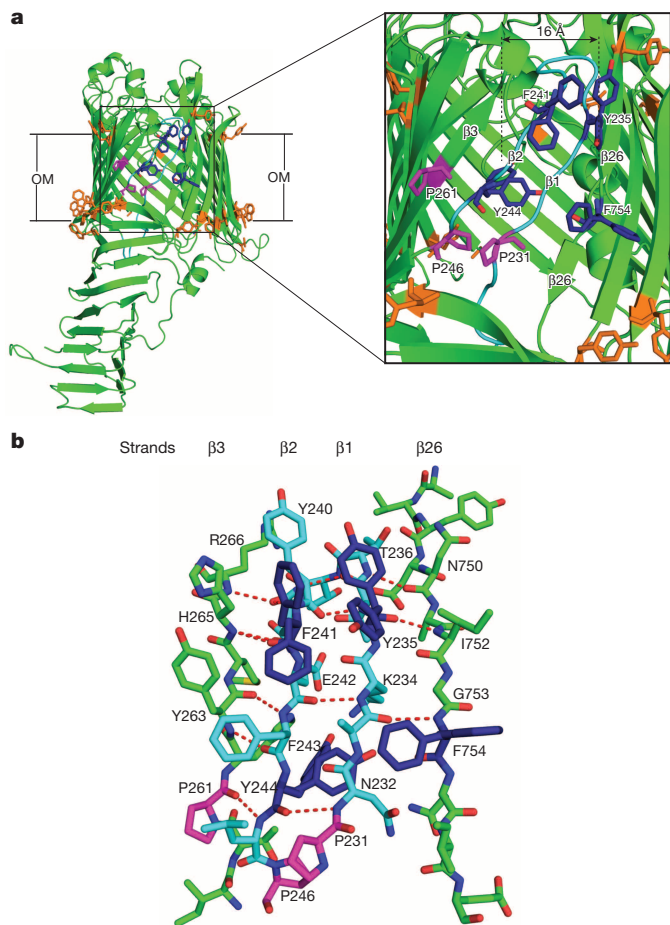 a
16 Å
F241
Y235
β3
β2
β26
β1
P261
Y244
F754
P246
P231
β26
OM
OM
b
Strands β3 β2 β1 β26
Y240
R266
T236
N750
H265
F241
Y235
I752
E242
K234
G753
Y263
F243
F754
P261
Y244
N232
P231
P246